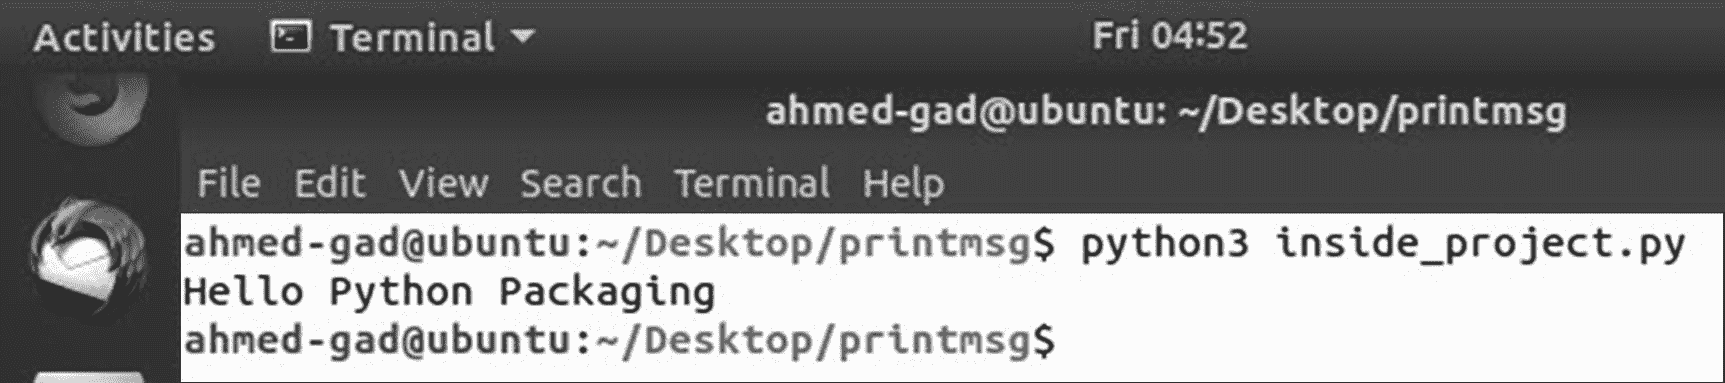 Activities Terminal Fri 04:52
ahmed-gad@ubuntu: ~/Desktop/printmsg
File Edit View Search Terminal Help
ahmed-gad@ubuntu:~/Desktop/printmsg$ python3 inside_project.py
Hello Python Packaging
ahmed-gad@ubuntu:~/Desktop/printmsg$